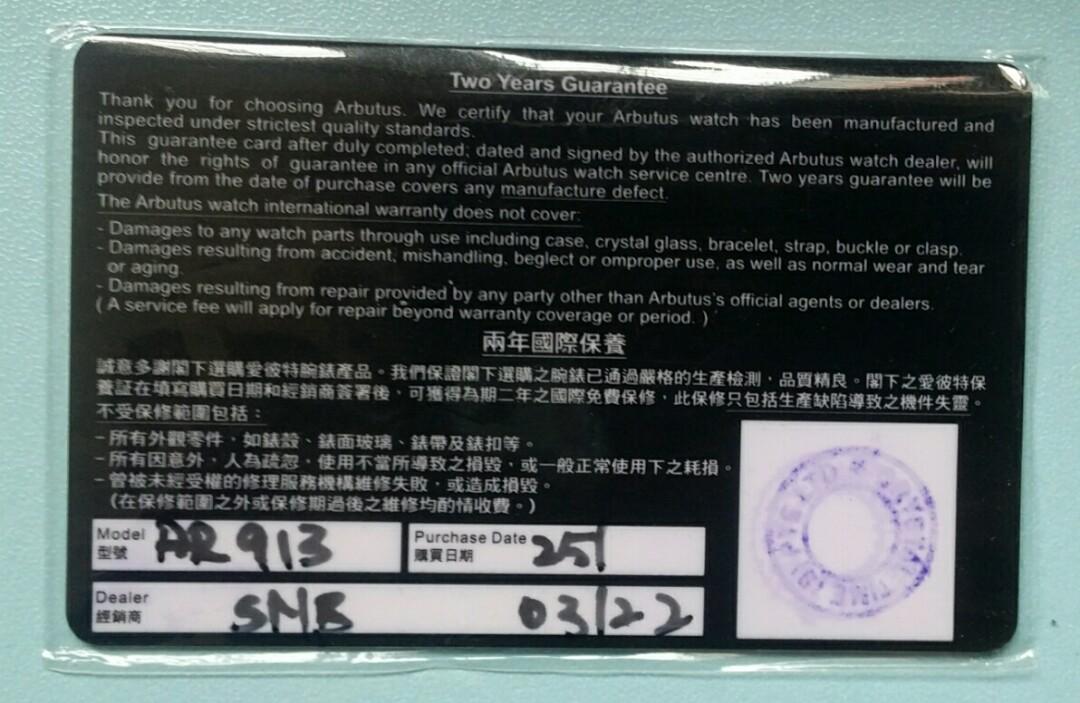 Two Years Guarantee
Thank you for choosing Arbutus. We certify that your Arbutus watch has been manufactured and
inspected under strictest quality standards.
This guarantee card after duly completed; dated and signed by the authorized Arbutus watch dealer, will
honor the rights of guarantee in any official Arbutus watch service centre. Two years guarantee will be
provide from the date of purchase covers any manufacture defect.
The Arbutus watch international warranty does not cover:
- Damages to any watch parts through use including case, crystal glass, bracelet, strap, buckle or clasp.
- Damages resulting from accident, mishandling, beglect or omproper use, as well as normal wear and tear
or aging.
- Damages resulting from repair provided by any party other than Arbutus's official agents or dealers.
( A service fee will apply for repair beyond warranty coverage or period. )
兩年國際保養
誠意多謝閣下選購愛彼特腕錶產品。我們保證閣下選購之腕錶已通過嚴格的生產檢測，品質精良。閣下之愛彼特保
養証在填寫購買日期和經銷商簽署後，可獲得為期二年之國際免費保修，此保修只包括生產缺陷導致之機件失靈。
不受保修範圍包括：
- 所有外觀零件，如錶殼、錶面玻璃、錶帶及錶扣等。
- 所有因意外，人為疏忽，使用不當所導致之損毀，或一般正常使用下之耗損。
- 曾被未經受權的修理服務機構維修失敗，或造成損毀。
(在保修範圍之外或保修期過後之維修均酌情收費。)
Model AR913
型號
Purchase Date 25/
購買日期
Dealer SMB 03/22
經銷商
TIME (S) PTE LTD *